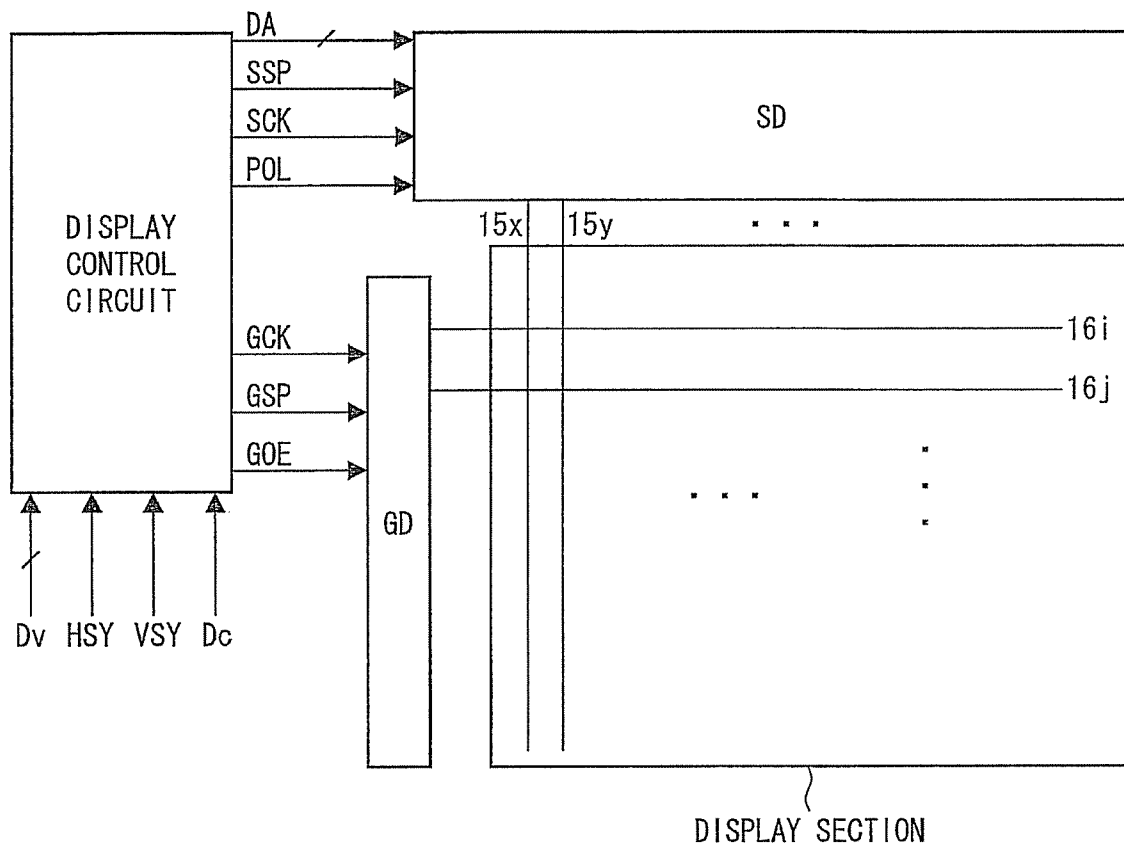 DA
SSP
SCK
POL
SD
DISPLAY
CONTROL
CIRCUIT
15x
15y
GCK
GSP
GOE
GD
16i
16j
Dv
HSY
VSY
Dc
DISPLAY SECTION